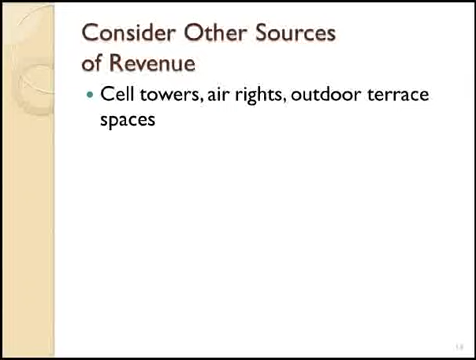 Consider Other Sources
of Revenue
• Cell towers, air rights, outdoor terrace
spaces